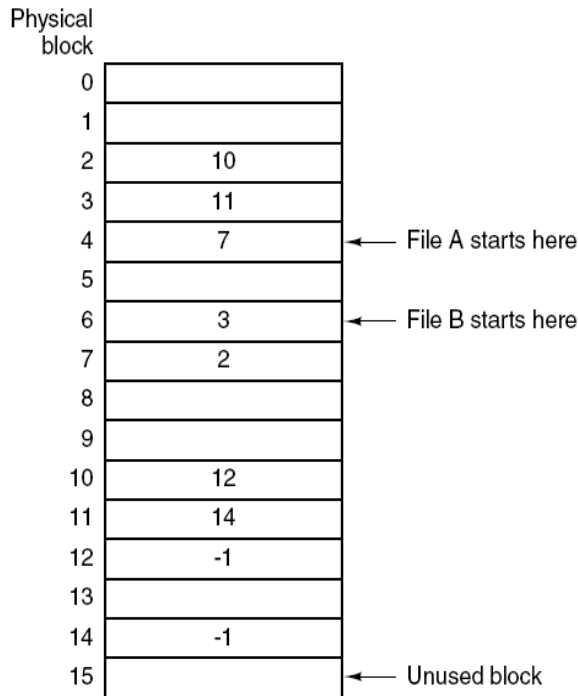 Physical
block
0
1
2 10
3 11
4 7 File A starts here
5
6 3 File B starts here
7 2
8
9
10 12
11 14
12 -1
13
14 -1
15 Unused block